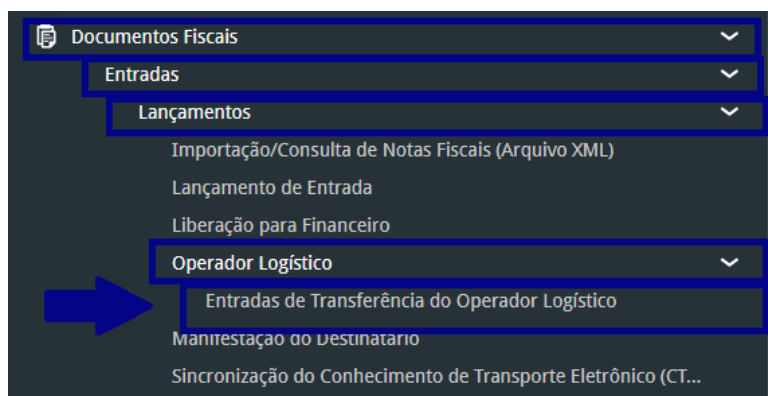 Documentos Fiscais
Entradas
Lançamentos
Importação/Consulta de Notas Fiscais (Arquivo XML)
Lançamento de Entrada
Liberação para Financeiro
Operador Logístico
Entradas de Transferência do Operador Logístico
Manifestação do Destinatário
Sincronização do Conhecimento de Transporte Eletrônico (CT...